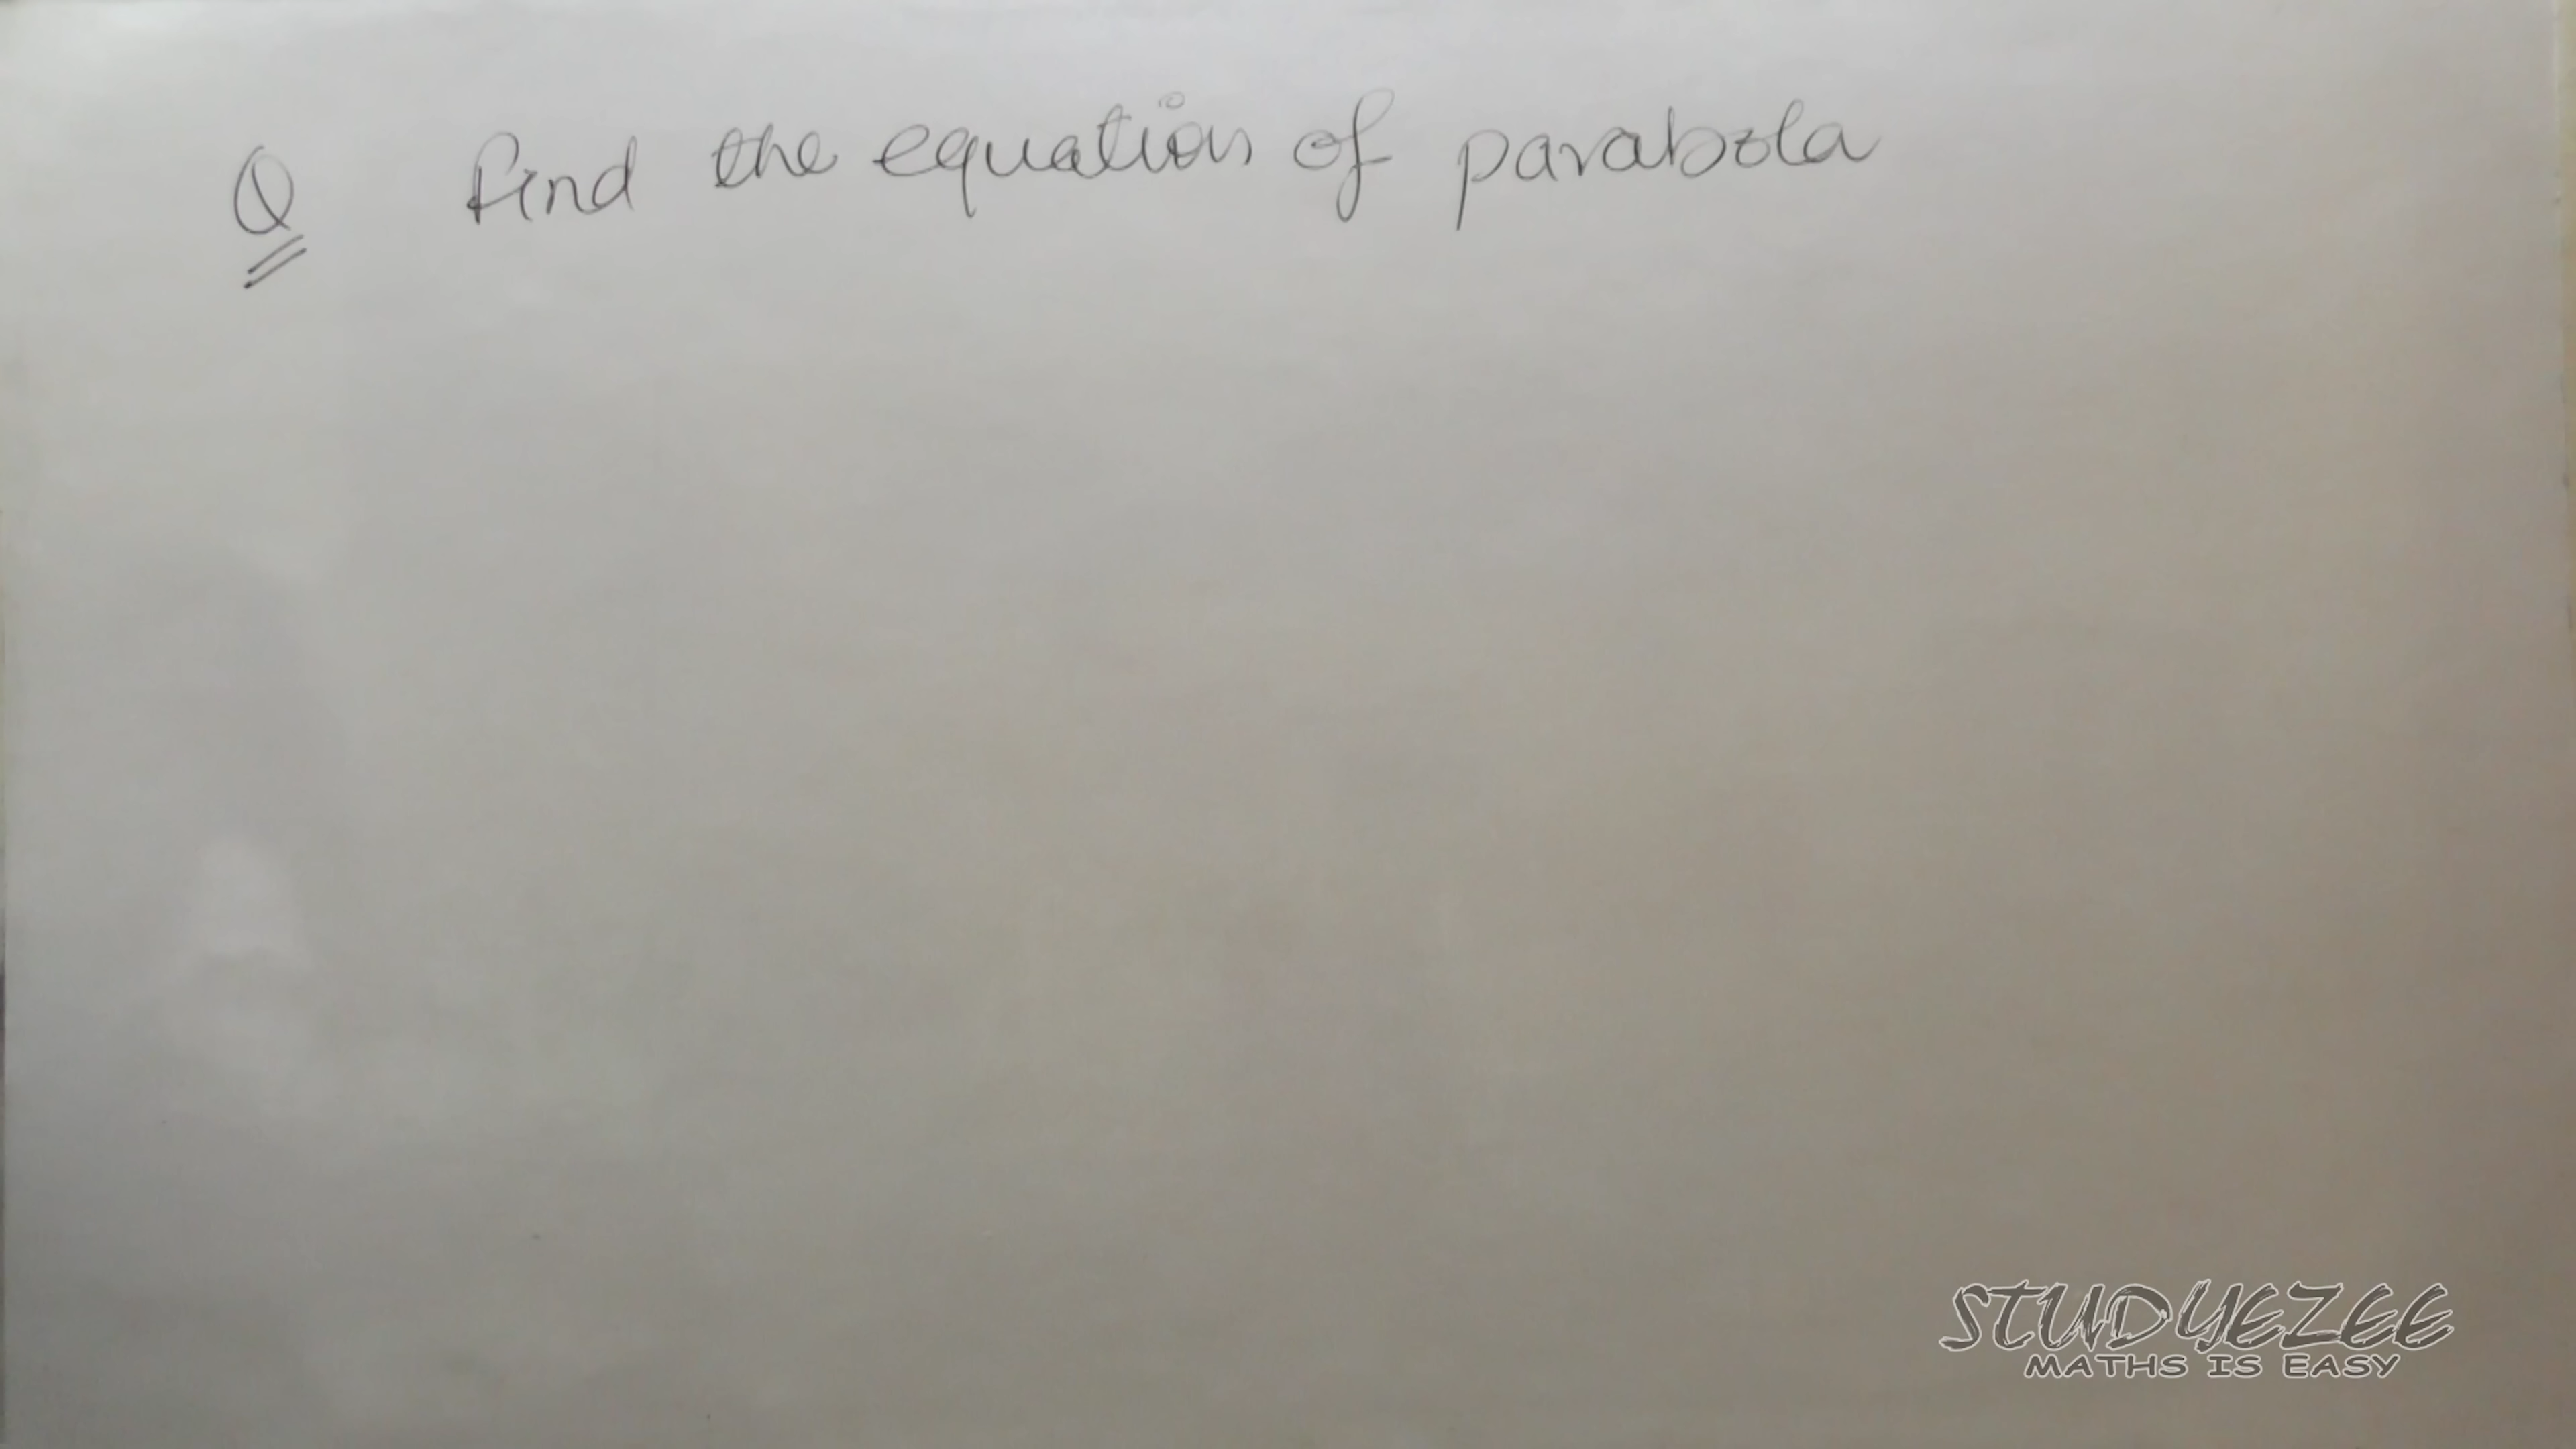 Q Find the equation of parabola
STUDYEZEE
MATHS IS EASY